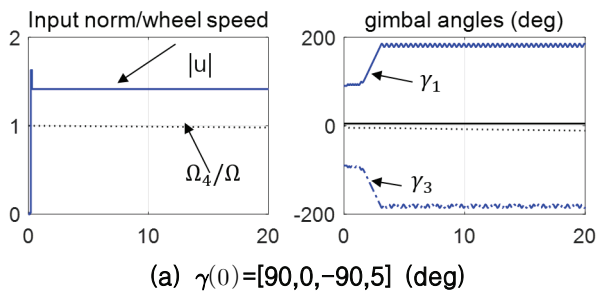 Input norm/wheel speed
2
|u|
1
Ω₄/Ω
0
0 10 20
gimbal angles (deg)
200
γ₁
0
γ₃
-200
0 10 20
(a) γ(0)=[90,0,-90,5] (deg)